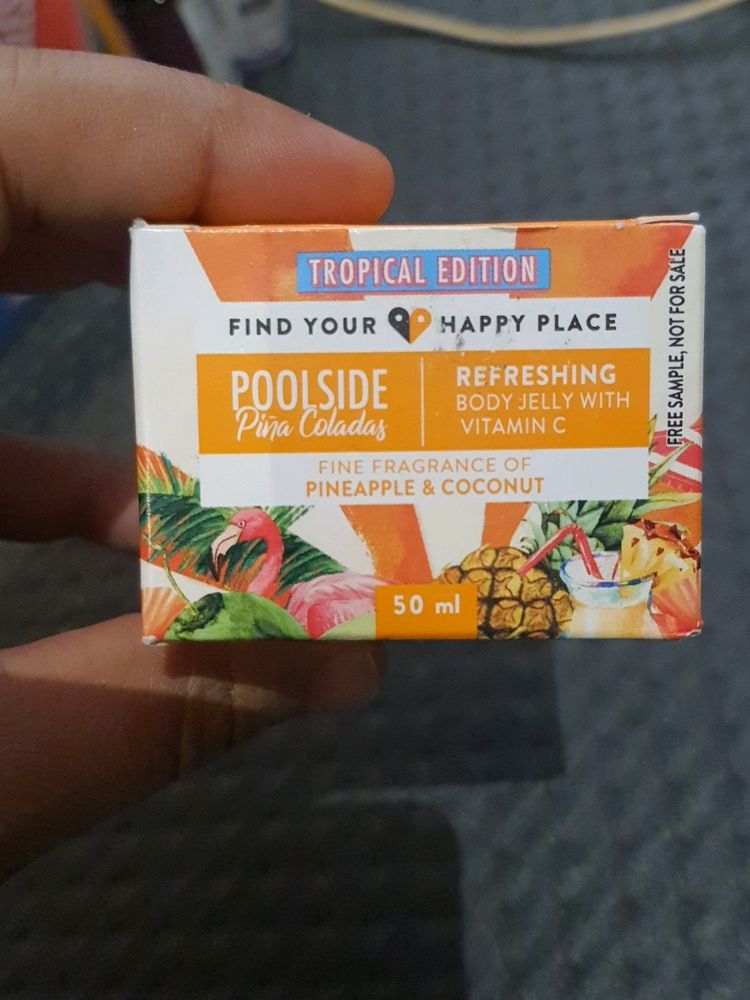 TROPICAL EDITION
FIND YOUR HAPPY PLACE
POOLSIDE
Piña Coladas
REFRESHING
BODY JELLY WITH
VITAMIN C
FINE FRAGRANCE OF
PINEAPPLE & COCONUT
50 ml
FREE SAMPLE, NOT FOR SALE